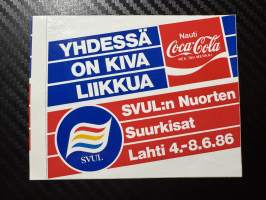 YHDESSÄ
ON KIVA
LIIKKUA
Nauti
Coca-Cola
SVUL:n Nuorten
Suurkisat
Lahti 4.-8.6.86
SVUL